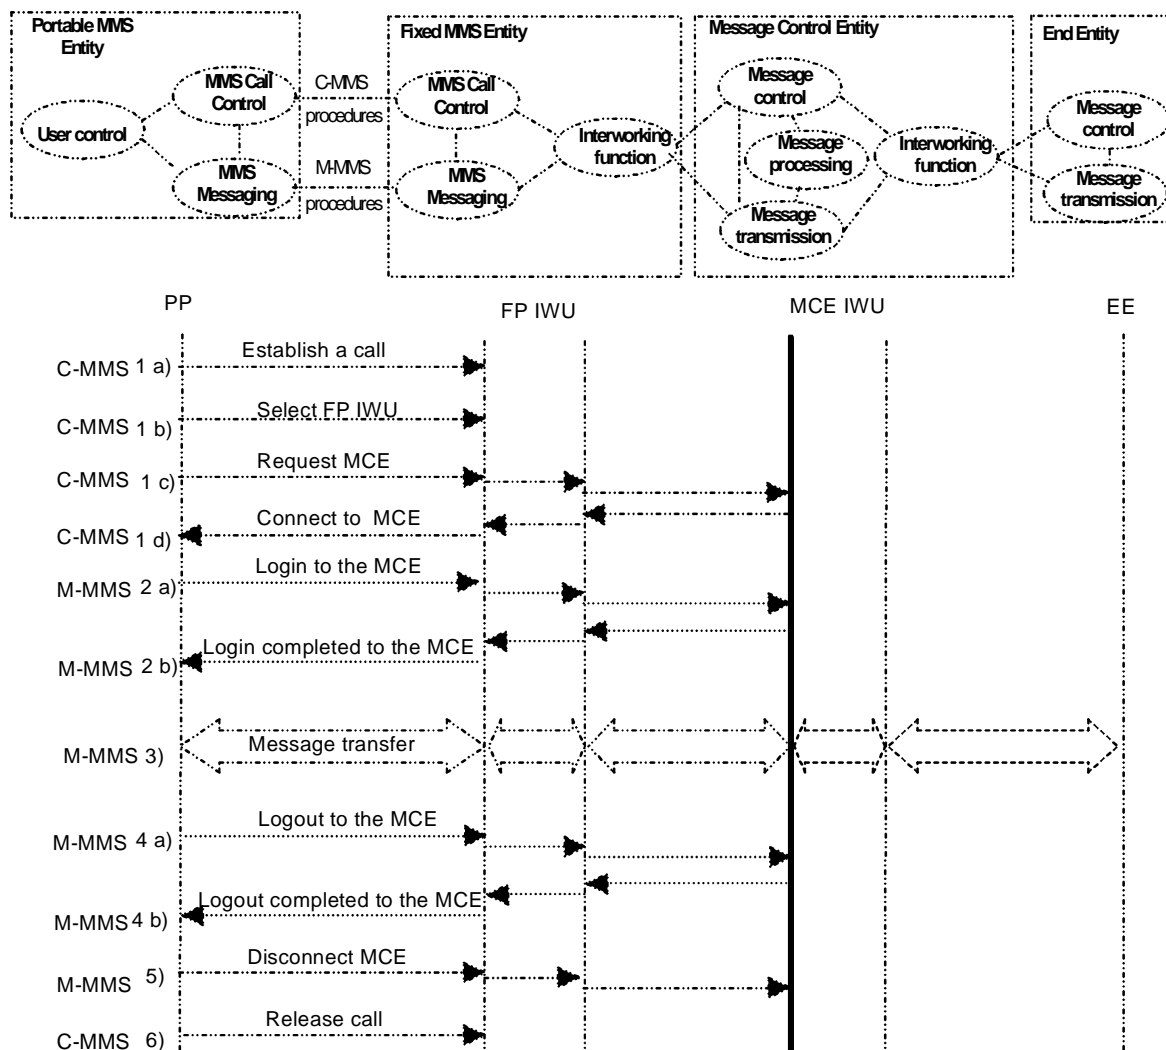 Portable MMS
Entity
Fixed MMS Entity
Message Control Entity
End Entity
MMS Call
Control
C-MMS
procedures
MMS Call
Control
Message
control
Message
control
User control
Interworking
function
Message
processing
Interworking
function
MMS
Messaging
M-MMS
procedures
MMS
Messaging
Message
transmission
Message
transmission
PP
FP IWU
MCE IWU
EE
C-MMS 1 a)
Establish a call
C-MMS 1 b)
Select FP IWU
C-MMS 1 c)
Request MCE
C-MMS 1 d)
Connect to MCE
M-MMS 2 a)
Login to the MCE
M-MMS 2 b)
Login completed to the MCE
M-MMS 3)
Message transfer
M-MMS 4 a)
Logout to the MCE
M-MMS 4 b)
Logout completed to the MCE
M-MMS 5)
Disconnect MCE
C-MMS 6)
Release call